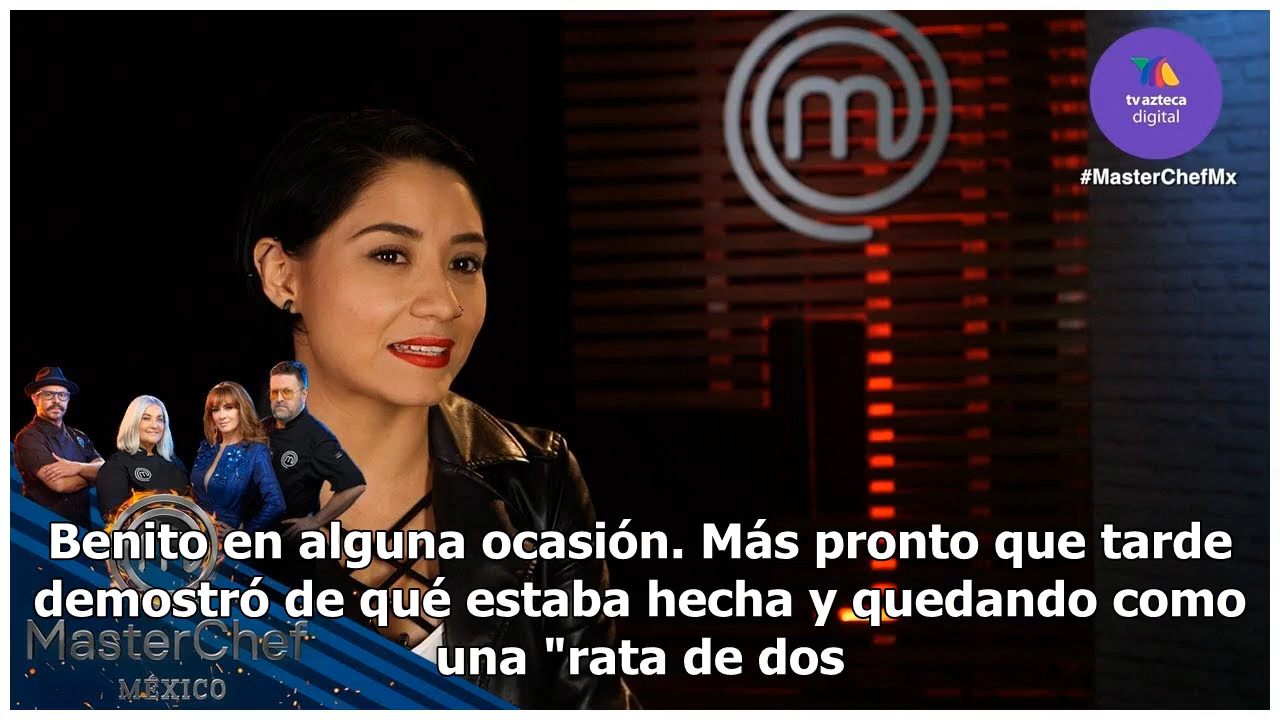 tv azteca
digital
#MasterChefMx
Benito en alguna ocasión. Más pronto que tarde
demostró de qué estaba hecha y quedando como
una "rata de dos
MasterChef
MÉXICO